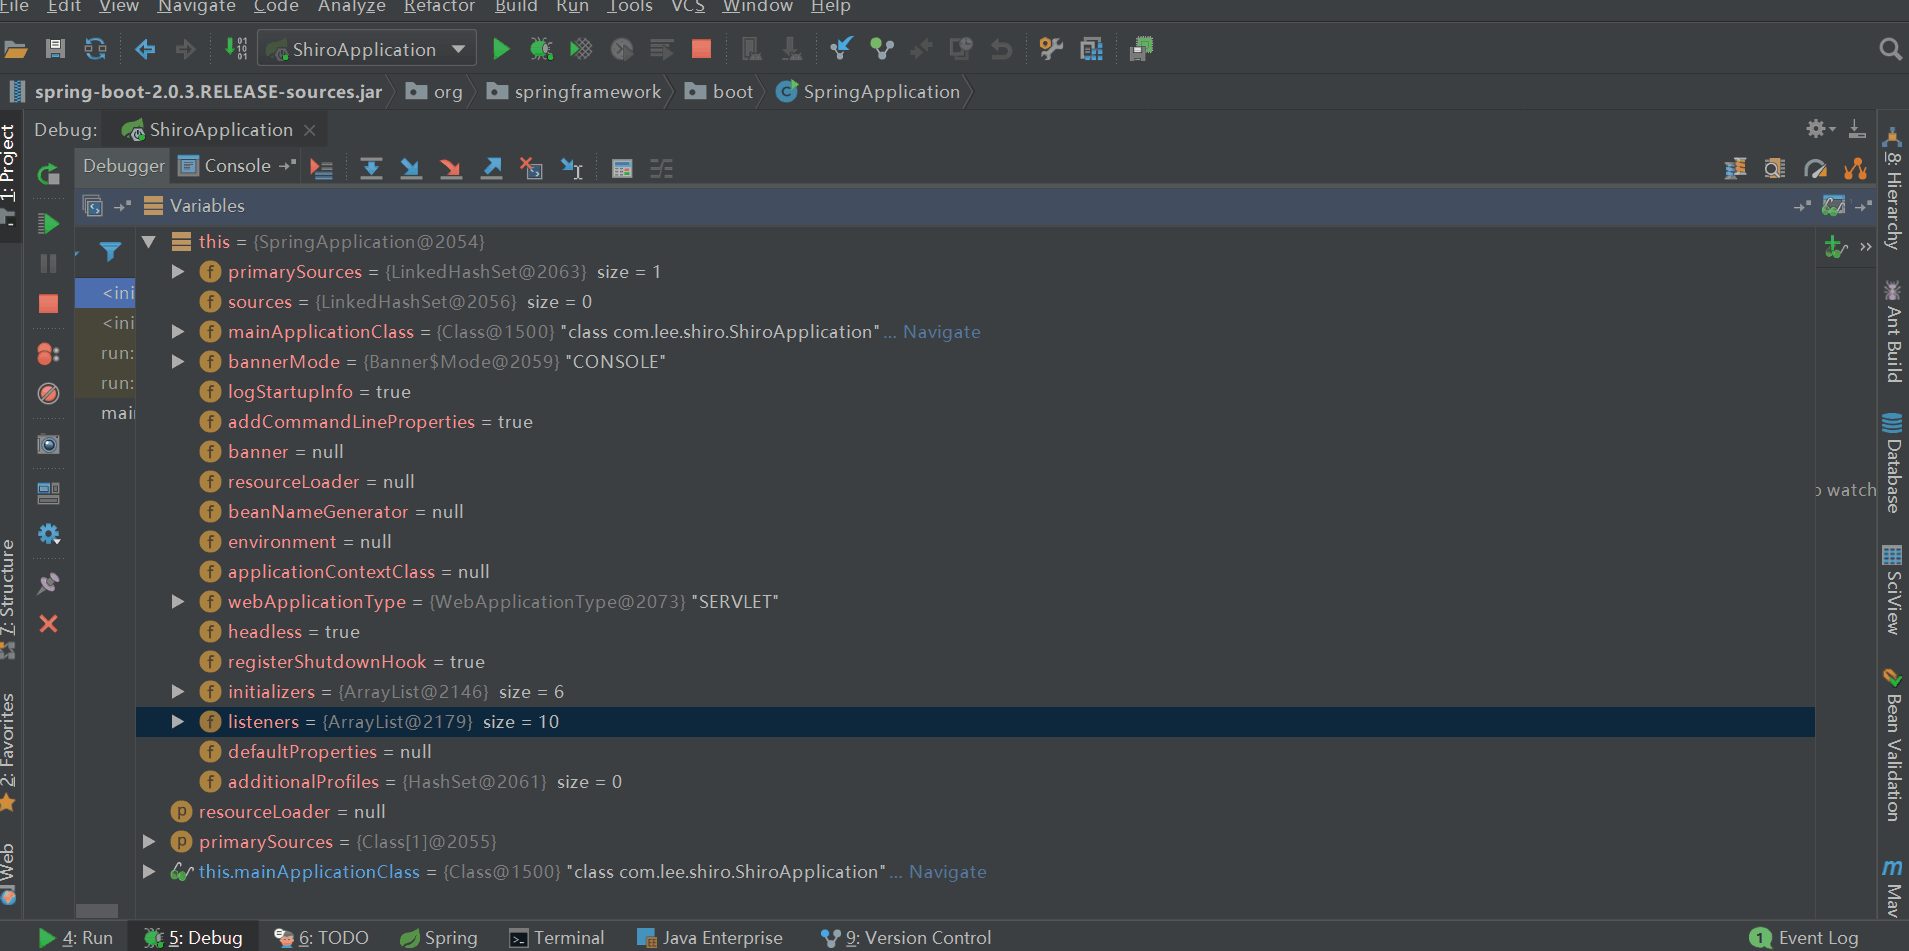 File Edit View Navigate Code Analyze Refactor Build Run Tools VCS Window Help
ShiroApplication
spring-boot-2.0.3.RELEASE-sources.jar org springframework boot SpringApplication
Debug: ShiroApplication
Debugger Console
Variables
this = {SpringApplication@2054}
primarySources = {LinkedHashSet@2063} size = 1
<ini
sources = {LinkedHashSet@2056} size = 0
<ini
mainApplicationClass = {Class@1500} "class com.lee.shiro.ShiroApplication" ... Navigate
run:
bannerMode = {Banner$Mode@2059} "CONSOLE"
run:
logStartupInfo = true
mai
addCommandLineProperties = true
banner = null
resourceLoader = null
beanNameGenerator = null
environment = null
applicationContextClass = null
webApplicationType = {WebApplicationType@2073} "SERVLET"
headless = true
registerShutdownHook = true
initializers = {ArrayList@2146} size = 6
listeners = {ArrayList@2179} size = 10
defaultProperties = null
additionalProfiles = {HashSet@2061} size = 0
resourceLoader = null
primarySources = {Class[1]@2055}
this.mainApplicationClass = {Class@1500} "class com.lee.shiro.ShiroApplication" ... Navigate
watch
1: Project
7: Structure
2: Favorites
Web
8: Hierarchy
Ant Build
Database
SciView
Bean Validation
Mav
4: Run 5: Debug 6: TODO Spring Terminal Java Enterprise 9: Version Control 1 Event Log